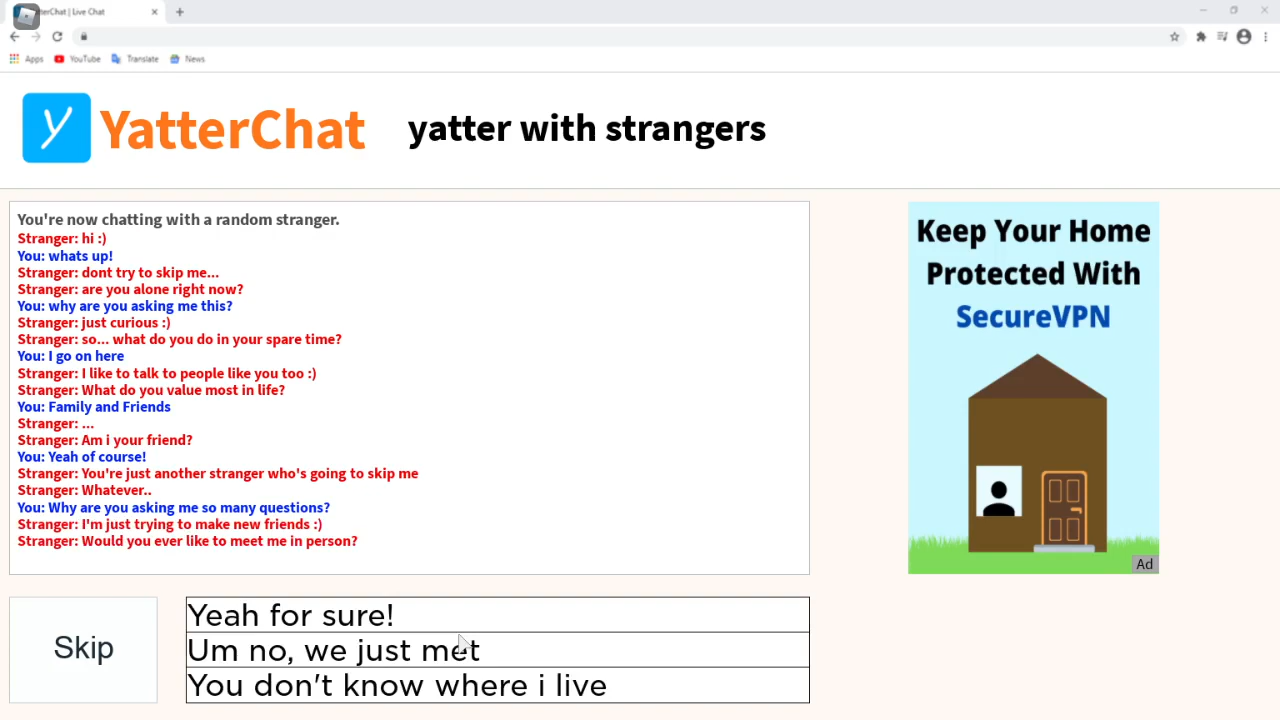 YatterChat | Live Chat
Apps YouTube Translate News
Y YatterChat yatter with strangers
You're now chatting with a random stranger.
Stranger: hi :)
You: whats up!
Stranger: dont try to skip me...
Stranger: are you alone right now?
You: why are you asking me this?
Stranger: just curious :)
Stranger: so... what do you do in your spare time?
You: I go on here
Stranger: I like to talk to people like you too :)
Stranger: What do you value most in life?
You: Family and Friends
Stranger: ...
Stranger: Am i your friend?
You: Yeah of course!
Stranger: You're just another stranger who's going to skip me
Stranger: Whatever..
You: Why are you asking me so many questions?
Stranger: I'm just trying to make new friends :)
Stranger: Would you ever like to meet me in person?
Keep Your Home
Protected With
SecureVPN
Ad
Skip
Yeah for sure!
Um no, we just met
You don't know where i live